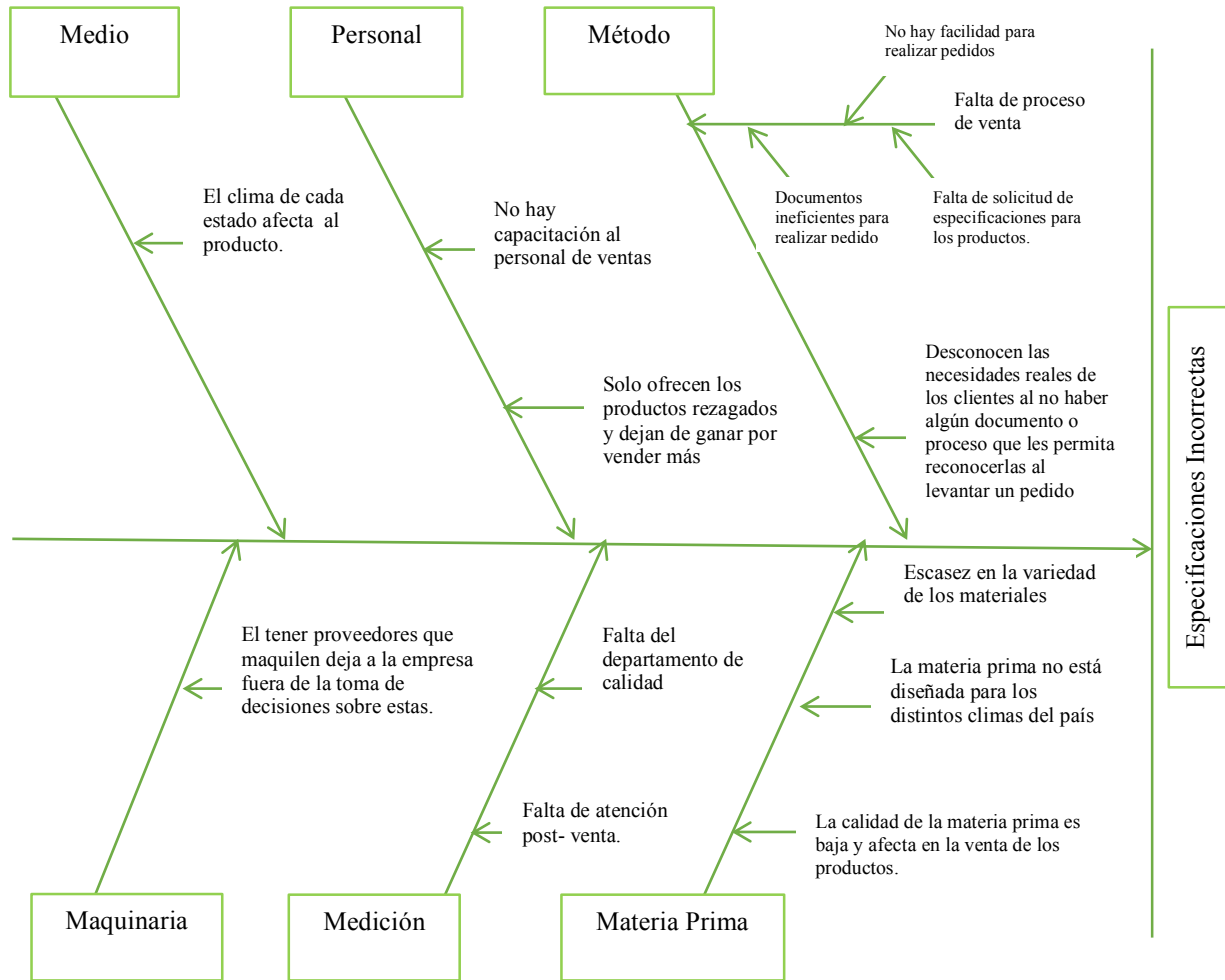 Medio
Personal
Método
No hay facilidad para
realizar pedidos
Falta de proceso
de venta
Documentos
ineficientes para
realizar pedido
Falta de solicitud de
especificaciones para
los productos.
El clima de cada
estado afecta al
producto.
No hay
capacitación al
personal de ventas
Solo ofrecen los
productos rezagados
y dejan de ganar por
vender más
Desconocen las
necesidades reales de
los clientes al no haber
algún documento o
proceso que les permita
reconocerlas al
levantar un pedido
Especificaciones Incorrectas
El tener proveedores que
maquilen deja a la empresa
fuera de la toma de
decisiones sobre estas.
Falta del
departamento de
calidad
Falta de atención
post- venta.
Escasez en la variedad
de los materiales
La materia prima no está
diseñada para los
distintos climas del país
La calidad de la materia prima es
baja y afecta en la venta de los
productos.
Maquinaria
Medición
Materia Prima